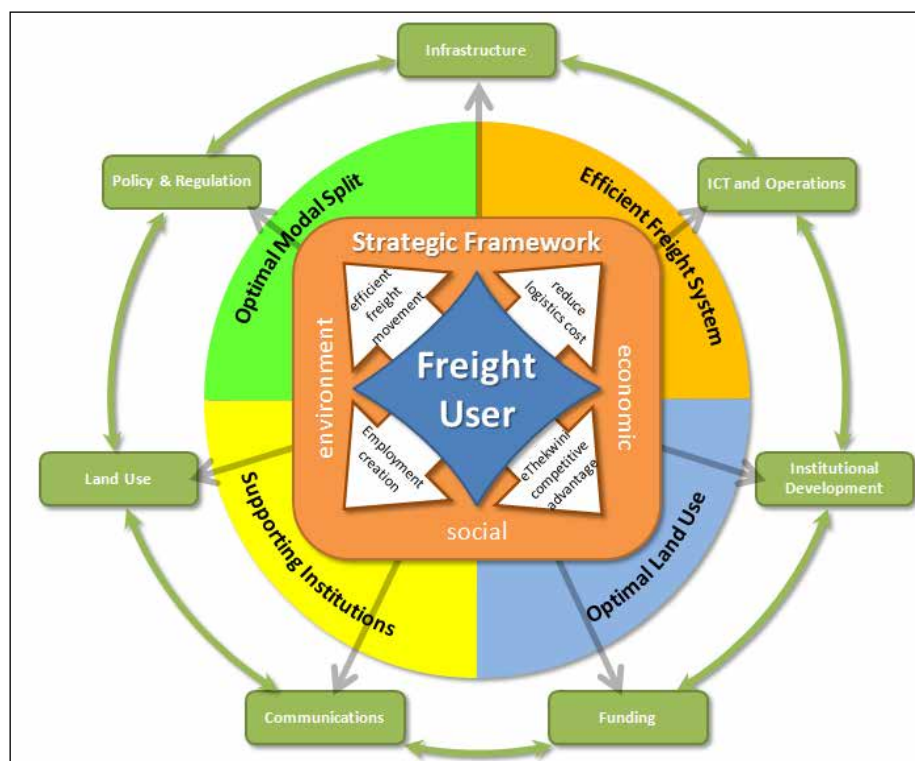 Infrastructure
Policy & Regulation
ICT and Operations
Optimal Modal Split
Efficient Freight System
Strategic Framework
efficient
freight
movement
reduce
logistics cost
environment
economic
Freight
User
Employment
creation
eThekwini
competitive
advantage
social
Land Use
Institutional
Development
Supporting Institutions
Optimal Land Use
Communications
Funding